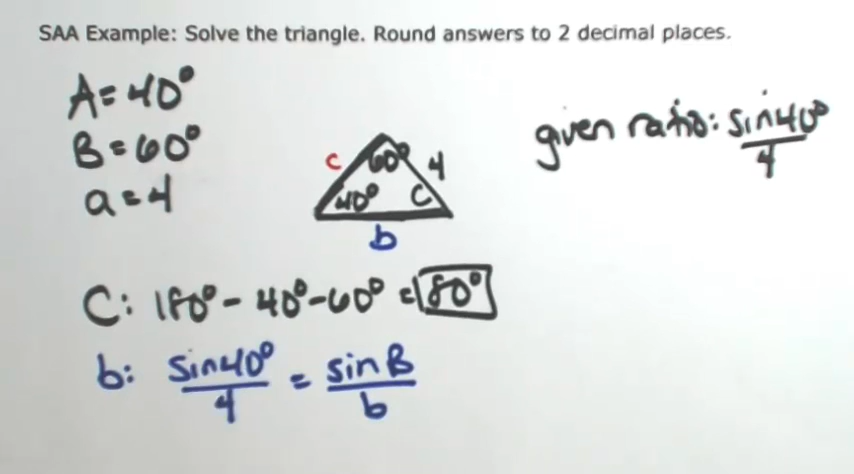 SAA Example: Solve the triangle. Round answers to 2 decimal places.
A=40°
B=60°
a=4
given ratio: sin40°/4
c 60° 4
40° C
b
C: 180° - 40° - 60° = 80°
b: sin40°/4 = sin B/b